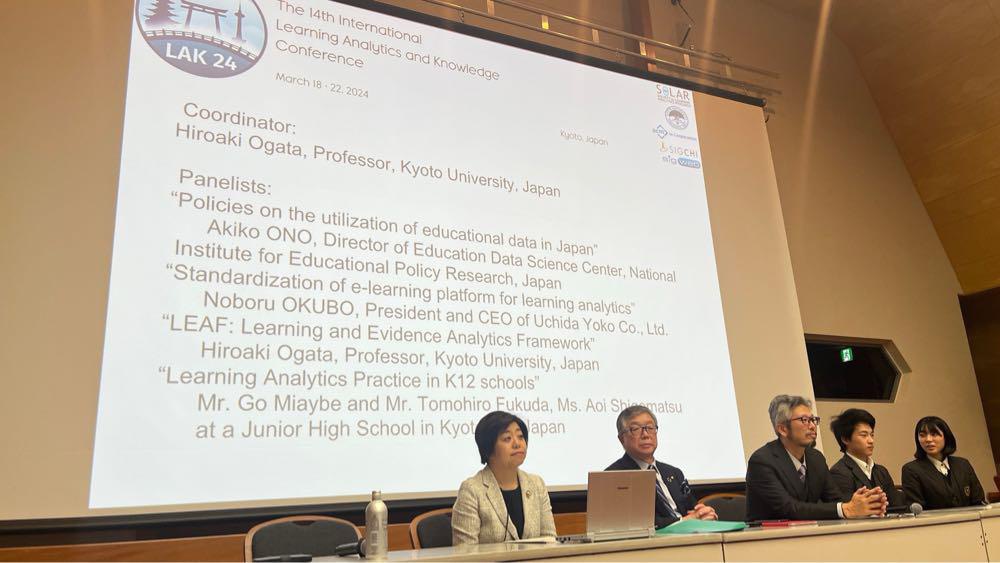 LAK 24
The 14th International
Learning Analytics and Knowledge
Conference
March 18 - 22, 2024
Kyoto, Japan
SOLAR
SIGCHI
sig web
Coordinator:
Hiroaki Ogata, Professor, Kyoto University, Japan
Panelists:
“Policies on the utilization of educational data in Japan”
Akiko ONO, Director of Education Data Science Center, National
Institute for Educational Policy Research, Japan
“Standardization of e-learning platform for learning analytics”
Noboru OKUBO, President and CEO of Uchida Yoko Co., Ltd.
“LEAF: Learning and Evidence Analytics Framework”
Hiroaki Ogata, Professor, Kyoto University, Japan
“Learning Analytics Practice in K12 schools”
Mr. Go Miaybe and Mr. Tomohiro Fukuda, Ms. Aoi
at a Junior High School in Japan